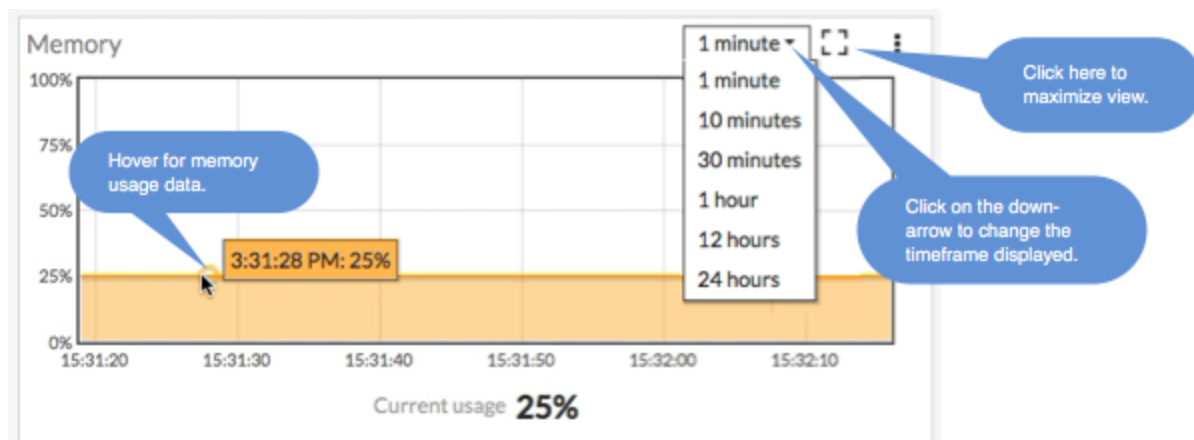 Memory
1 minute
1 minute
10 minutes
30 minutes
1 hour
12 hours
24 hours
Click here to
maximize view.
100%
75%
50%
25%
0%
Hover for memory
usage data.
Click on the down-
arrow to change the
timeframe displayed.
3:31:28 PM: 25%
15:31:20
15:31:30
15:31:40
15:31:50
15:32:00
15:32:10
Current usage 25%